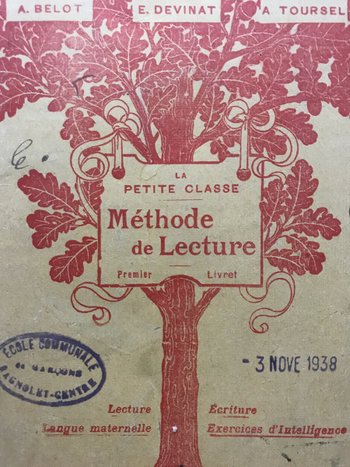 A. BELOT E. DEVINAT A. TOURSEL
LA
PETITE CLASSE
Méthode
de Lecture
Premier Livret
ÉCOLE COMMUNALE
de GARÇONS
BAGNOLET-CENTRE
- 3 NOVE 1938
Lecture Écriture
Langue maternelle Exercices d'Intelligence